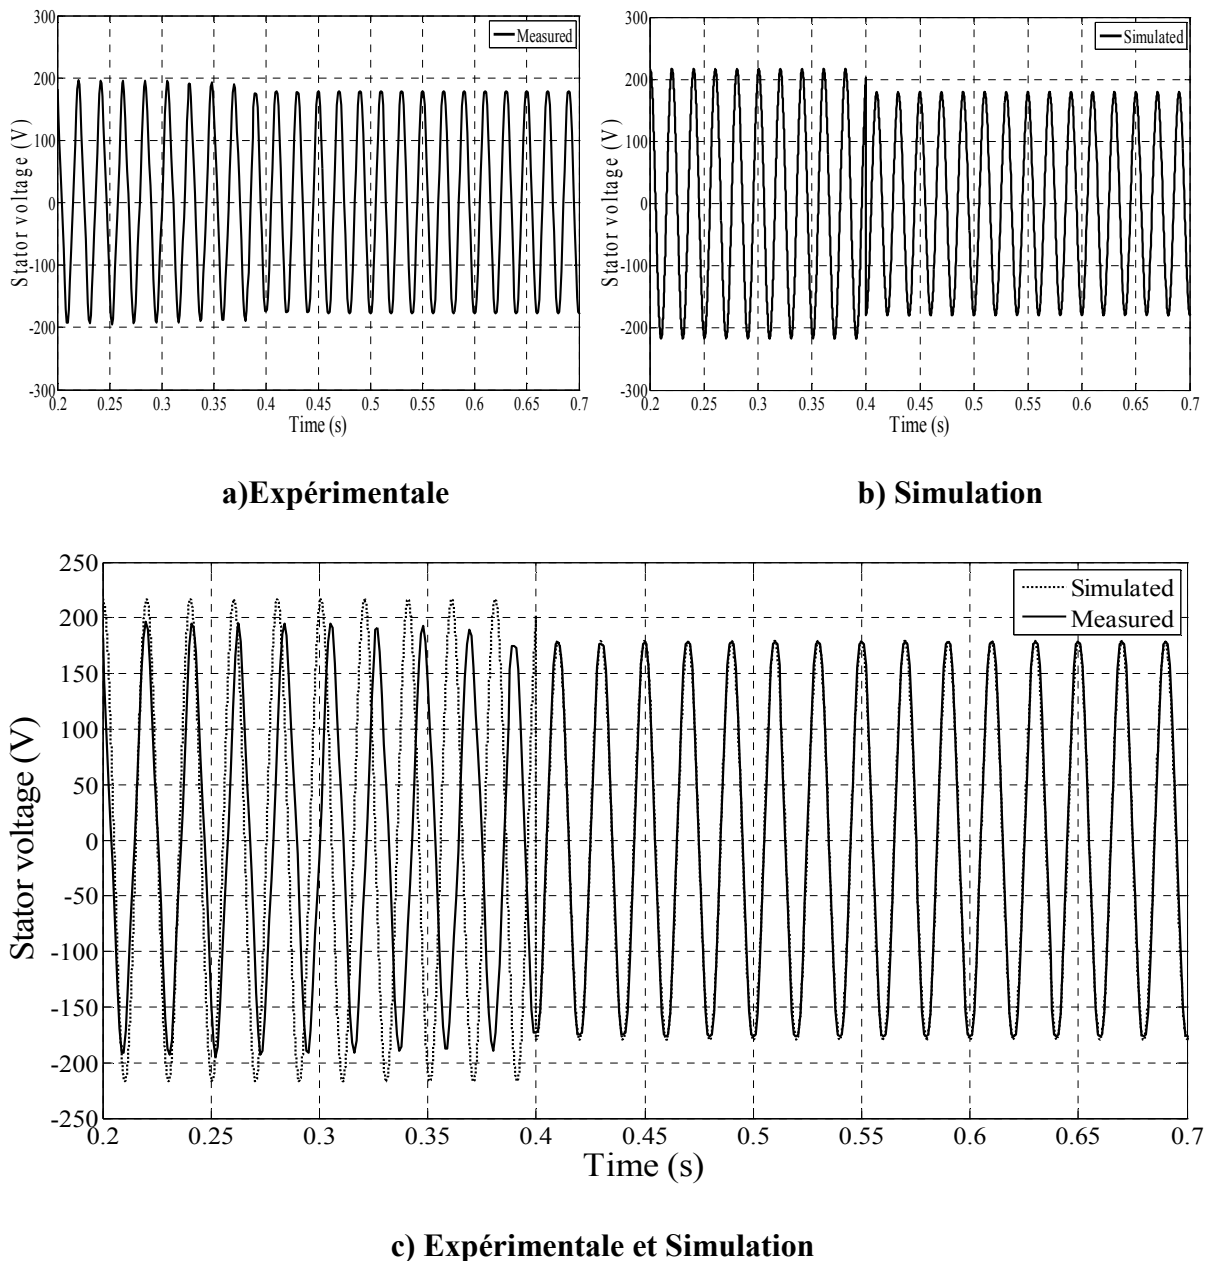 300
200
100
0
-100
-200
-300
Stator voltage (V)
Measured
0.2 0.25 0.3 0.35 0.4 0.45 0.5 0.55 0.6 0.65 0.7
Time (s)
300
200
100
0
-100
-200
-300
Stator voltage (V)
Simulated
0.2 0.25 0.3 0.35 0.4 0.45 0.5 0.55 0.6 0.65 0.7
Time (s)
a)Expérimentale
b) Simulation
250
200
150
100
50
0
-50
-100
-150
-200
-250
Stator voltage (V)
Simulated
Measured
0.2 0.25 0.3 0.35 0.4 0.45 0.5 0.55 0.6 0.65 0.7
Time (s)
c) Expérimentale et Simulation